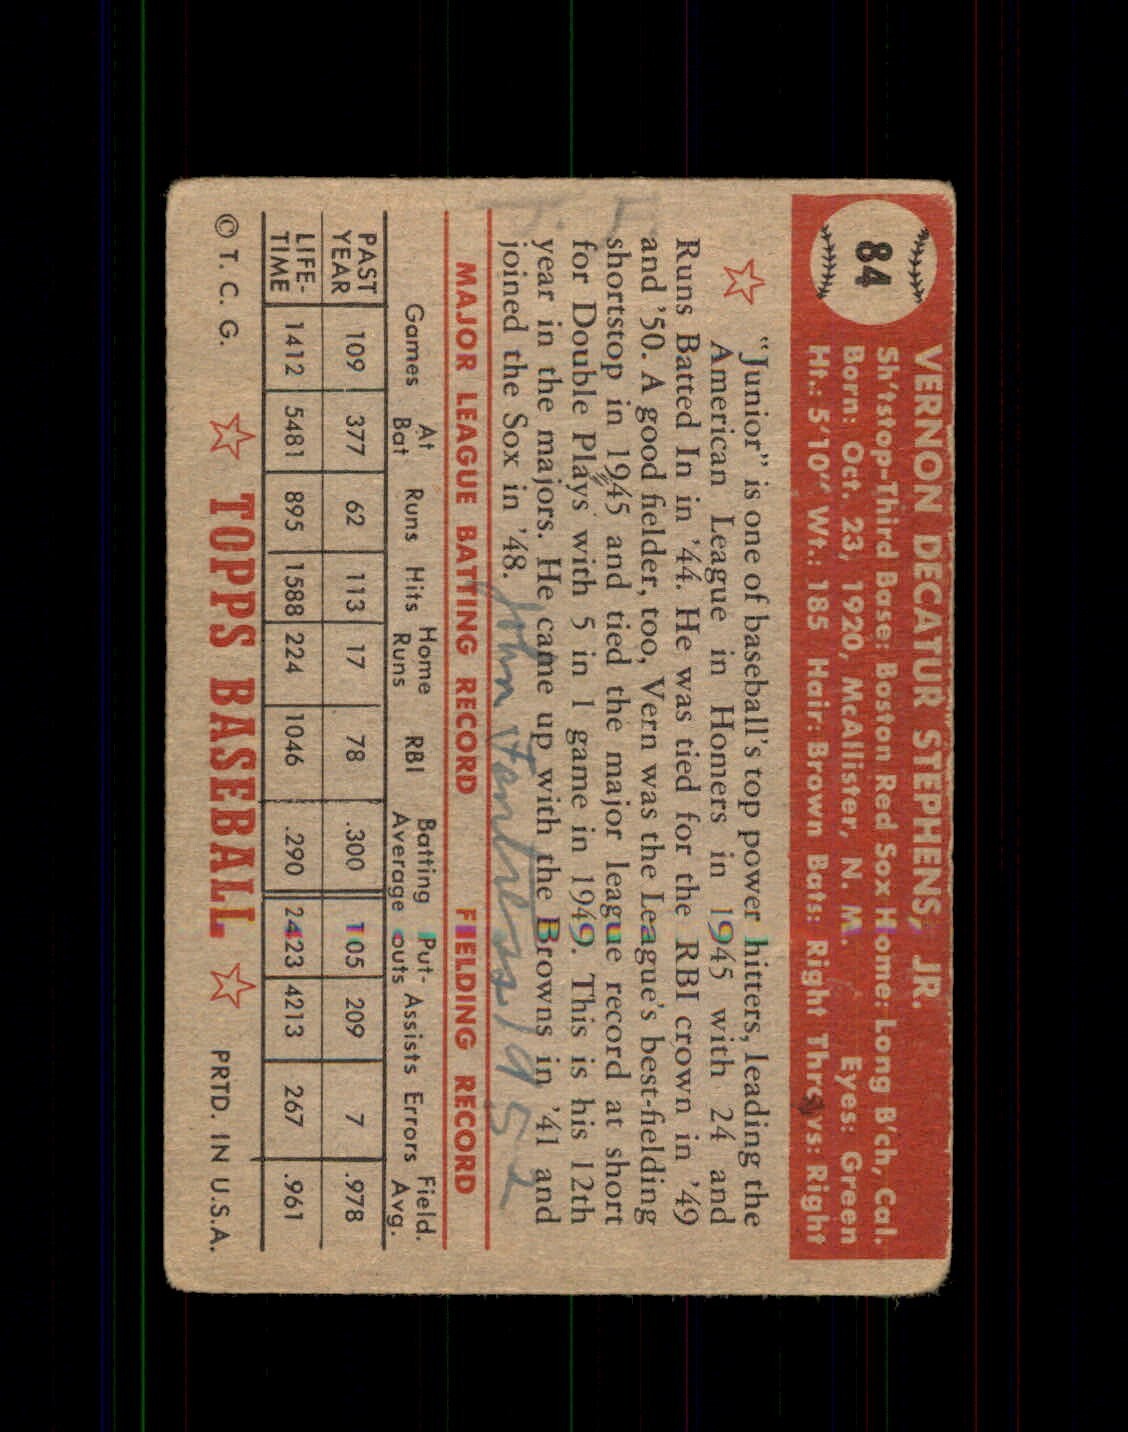 84
VERNON DECATUR STEPHENS, JR.
Sh'tstop-Third Base: Boston Red Sox Home: Long B'ch, Cal.
Born: Oct. 23, 1920, McAllister, N. M. Eyes: Green
Ht.: 5'10" Wt.: 185 Hair: Brown Bats: Right Throws: Right
"Junior" is one of baseball's top power hitters, leading the
American League in Homers in 1945 with 24 and
Runs Batted In in '44. He was tied for the RBI crown in '49
and '50. A good fielder, too, Vern was the League's best-fielding
shortstop in 1945 and tied the major league record at short
for Double Plays with 5 in 1 game in 1949. This is his 12th
year in the majors. He came up with the Browns in '41 and
joined the Sox in '48.
John 1952
MAJOR LEAGUE BATTING RECORD FIELDING RECORD
Games At Bat Runs Hits Home Runs RBI Batting Average Put-outs Assists Errors Field. Avg.
PAST YEAR 109 377 62 113 17 78 .300 105 209 7 .978
LIFE-TIME 1412 5481 895 1588 224 1046 .290 2423 4213 267 .961
© T. C. G. TOPPS BASEBALL PRTD. IN U.S.A.